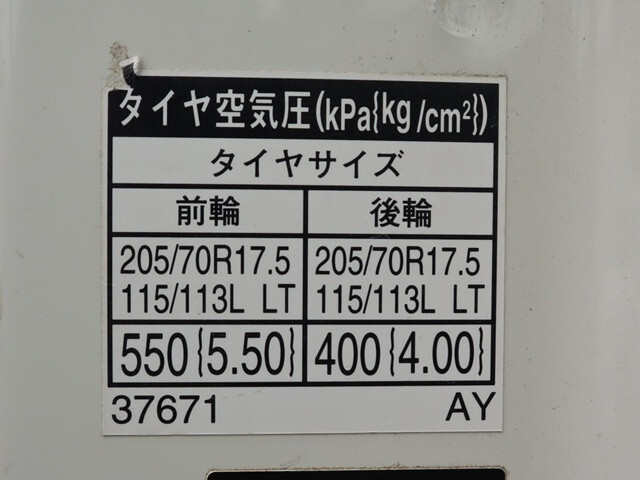 タイヤ空気圧(kPa{kg/cm²})
タイヤサイズ
前輪 後輪
205/70R17.5 205/70R17.5
115/113L LT 115/113L LT
550{5.50} 400{4.00}
37671 AY